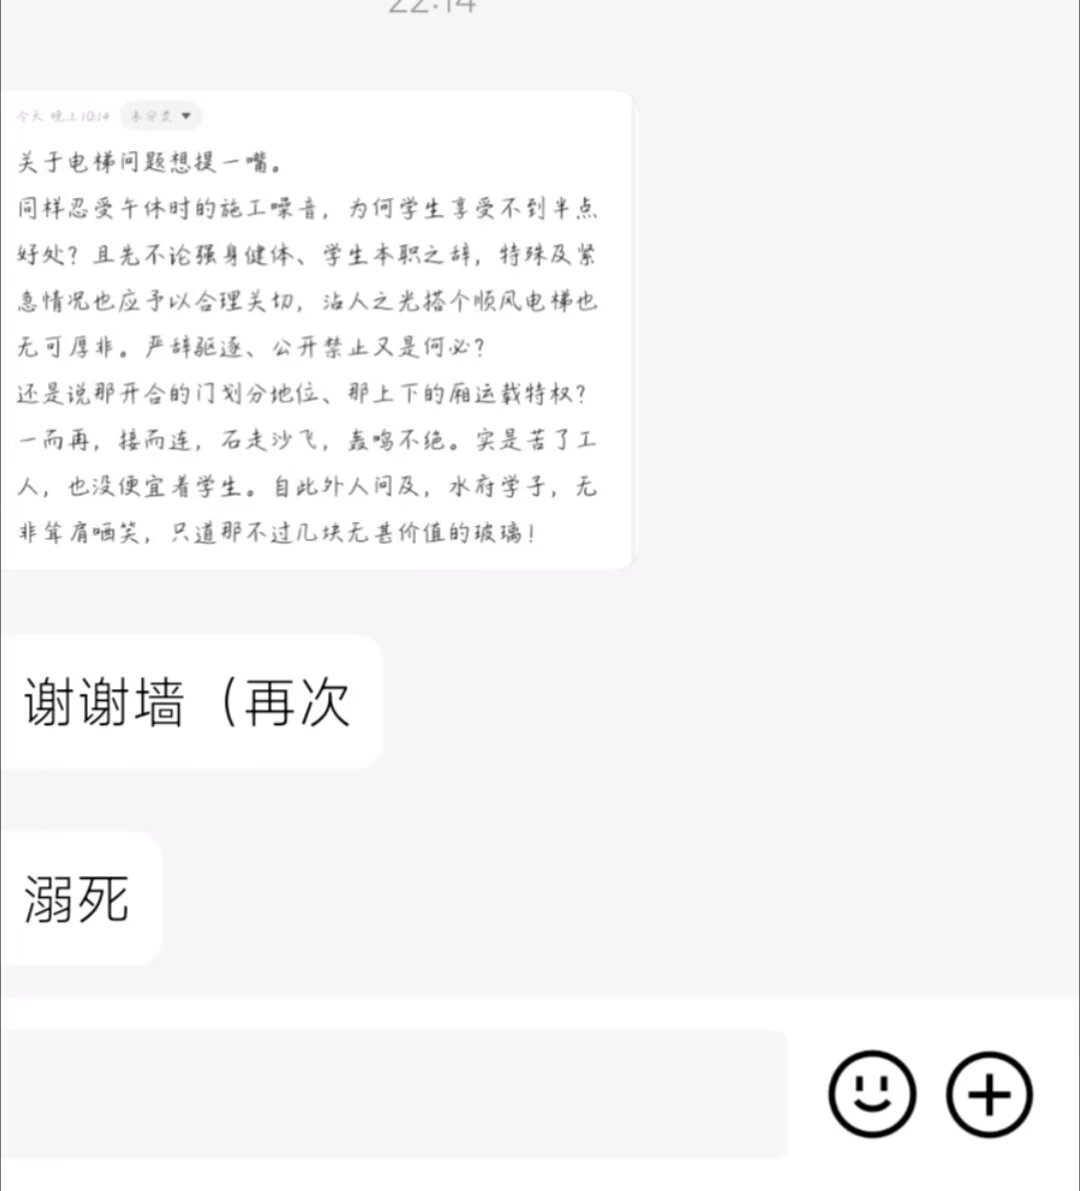 22:14
今天 晚上10:14 未分类
关于电梯问题想提一嘴。
同样忍受午休时的施工噪音，为何学生享受不到半点
好处？且先不论强身健体、学生本职之辞，特殊及紧
急情况也应予以合理关切，沾人之光搭个顺风电梯也
无可厚非。严辞驱逐、公开禁止又是何必？
还是说那开合的门划分地位、那上下的厢运载特权？
一而再，接而连，石走沙飞，轰鸣不绝。实是苦了工
人，也没便宜着学生。自此外人问及，水府学子，无
非耸肩哂笑，只道那不过几块无甚价值的玻璃！
谢谢墙（再次
溺死